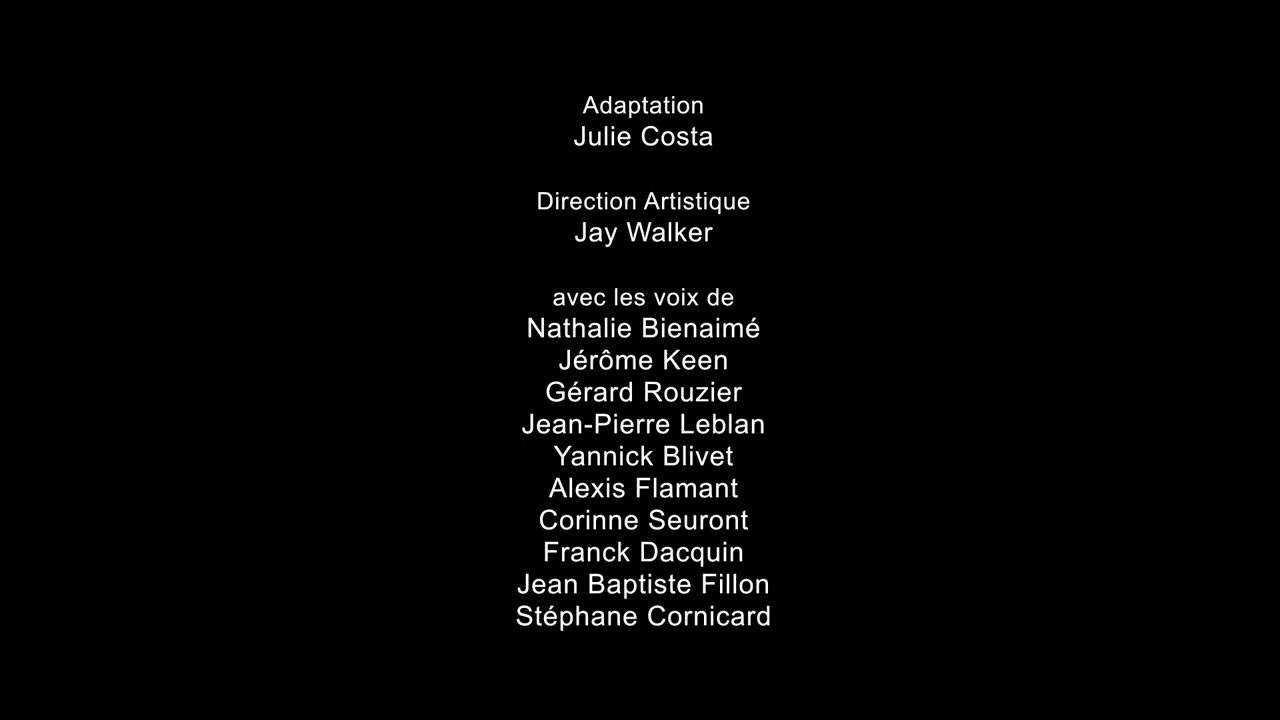 Adaptation
Julie Costa
Direction Artistique
Jay Walker
avec les voix de
Nathalie Bienaimé
Jérôme Keen
Gérard Rouzier
Jean-Pierre Leblan
Yannick Blivet
Alexis Flamant
Corinne Seuront
Franck Dacquin
Jean Baptiste Fillon
Stéphane Cornicard